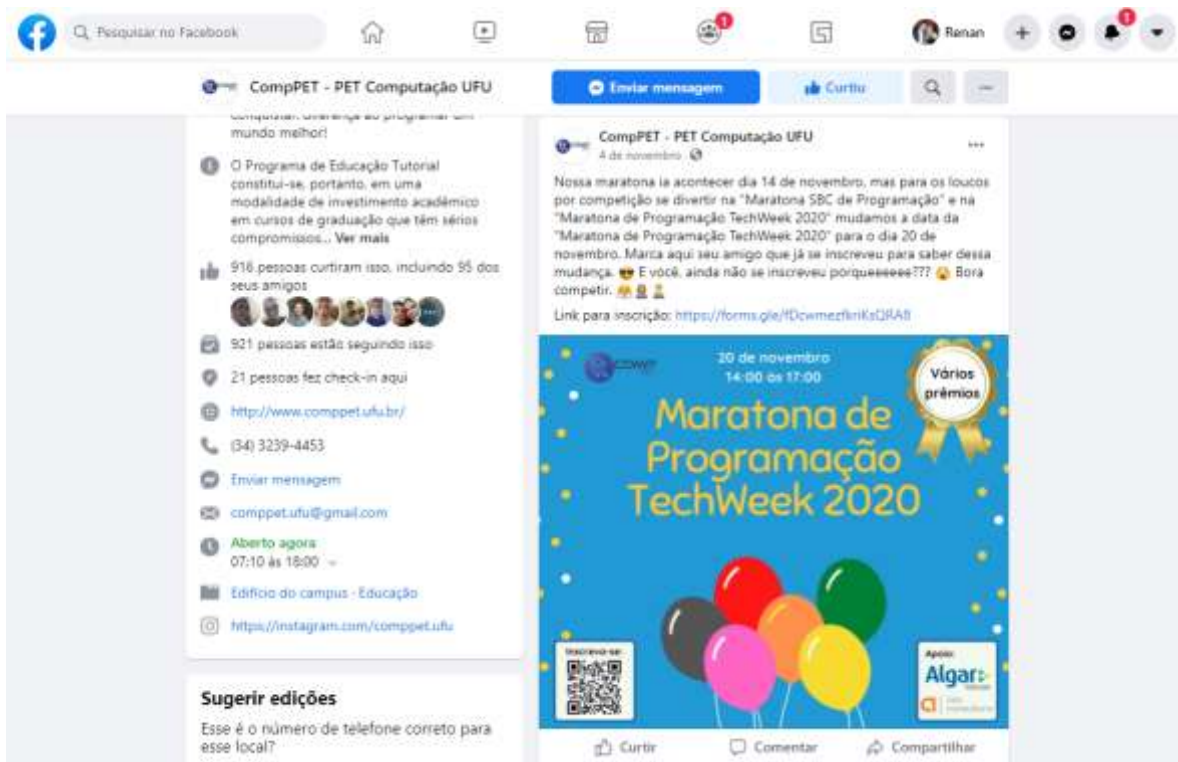 Pesquisar no Facebook
1
Renan
1
CompPET - PET Computação UFU
Enviar mensagem
Curtiu
mundo melhor!
O Programa de Educação Tutorial
constitui-se, portanto, em uma
modalidade de investimento acadêmico
em cursos de graduação que têm sérios
compromissos... Ver mais
916 pessoas curtiram isso, incluindo 95 dos
seus amigos
921 pessoas estão seguindo isso
21 pessoas fez check-in aqui
http://www.comppet.ufu.br/
(34) 3239-4453
Enviar mensagem
comppet.ufu@gmail.com
Aberto agora
07:10 às 18:00
Edifício do campus · Educação
https://instagram.com/comppet.ufu
Sugerir edições
Esse é o número de telefone correto para
esse local?
CompPET - PET Computação UFU
4 de novembro
Nossa maratona ia acontecer dia 14 de novembro, mas para os loucos
por competição se divertir na "Maratona SBC de Programação" e na
"Maratona de Programação TechWeek 2020" mudamos a data da
"Maratona de Programação TechWeek 2020" para o dia 20 de
novembro. Marca aqui seu amigo que já se inscreveu para saber dessa
mudança. 😎 E você, ainda não se inscreveu porqueeeeee??? 😮 Bora
competir.
Link para inscrição:
COMPPET
20 de novembro
14:00 às 17:00
Vários
prêmios
Maratona de
Programação
TechWeek 2020
Inscreva-se
Apoio:
Algar
Curtir
Comentar
Compartilhar